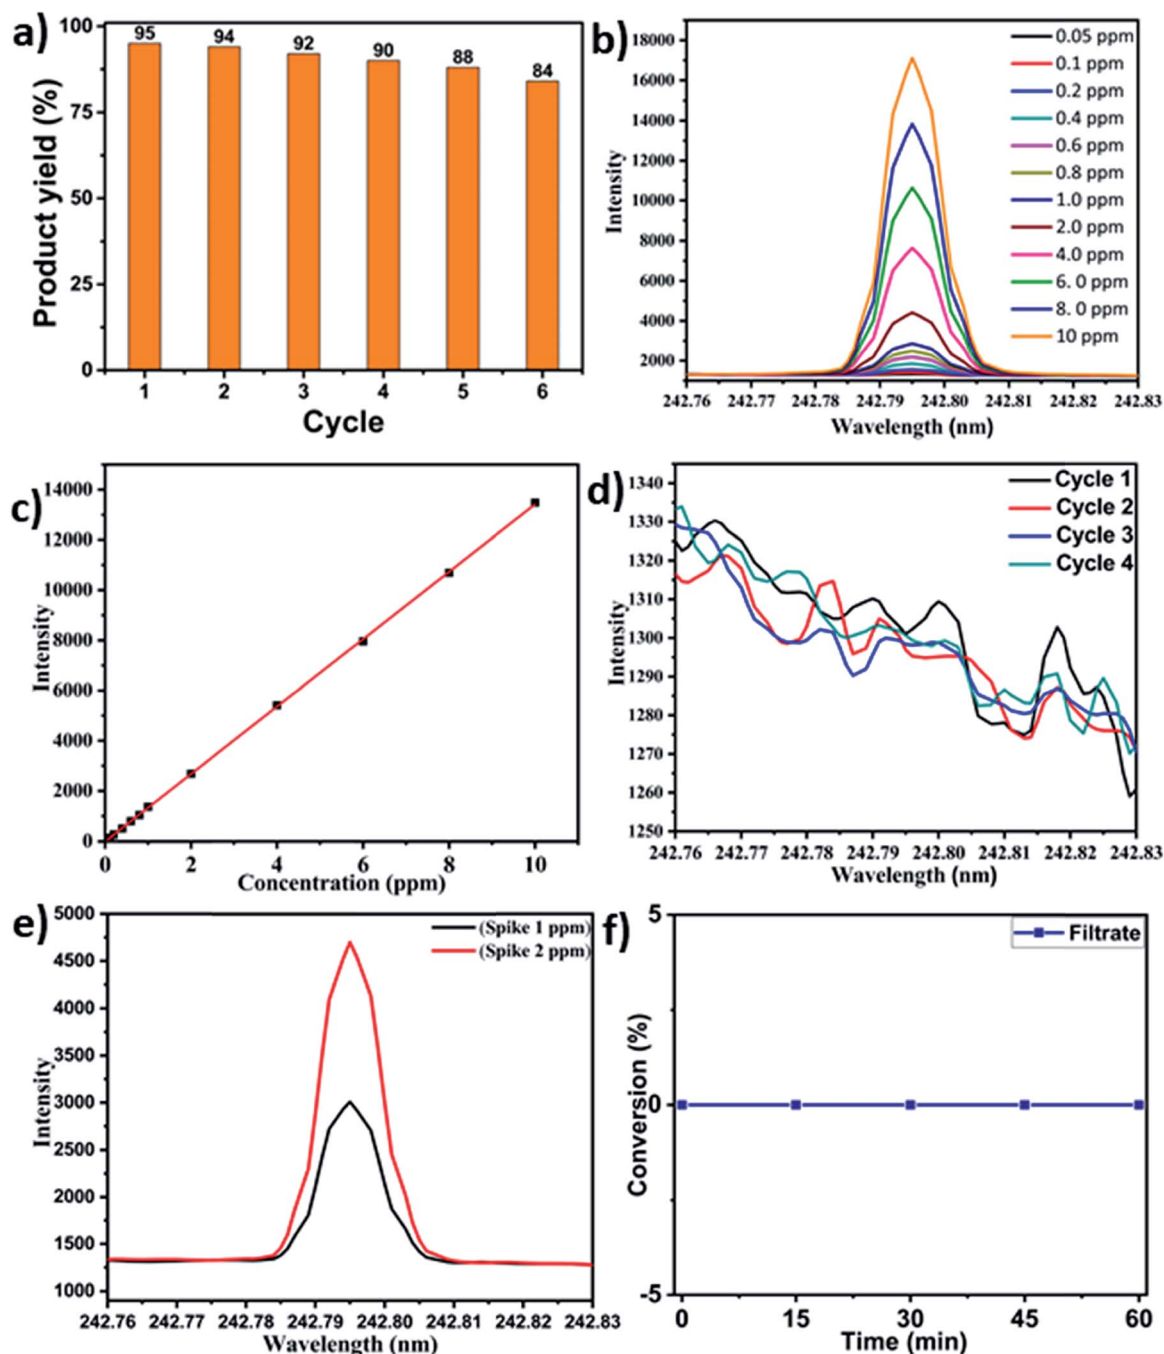 a)
Product yield (%)
100
75
50
25
0
95
94
92
90
88
84
1 2 3 4 5 6
Cycle
b)
Intensity
18000
16000
14000
12000
10000
8000
6000
4000
2000
0.05 ppm
0.1 ppm
0.2 ppm
0.4 ppm
0.6 ppm
0.8 ppm
1.0 ppm
2.0 ppm
4.0 ppm
6. 0 ppm
8. 0 ppm
10 ppm
242.76 242.77 242.78 242.79 242.80 242.81 242.82 242.83
Wavelength (nm)
c)
Intensity
14000
12000
10000
8000
6000
4000
2000
0
0 2 4 6 8 10
Concentration (ppm)
d)
Intensity
1340
1330
1320
1310
1300
1290
1280
1270
1260
1250
Cycle 1
Cycle 2
Cycle 3
Cycle 4
242.76 242.77 242.78 242.79 242.80 242.81 242.82 242.83
Wavelength (nm)
e)
Intensity
5000
4500
4000
3500
3000
2500
2000
1500
1000
(Spike 1 ppm)
(Spike 2 ppm)
242.76 242.77 242.78 242.79 242.80 242.81 242.82 242.83
Wavelength (nm)
f)
Conversion (%)
5
0
-5
Filtrate
0 15 30 45 60
Time (min)